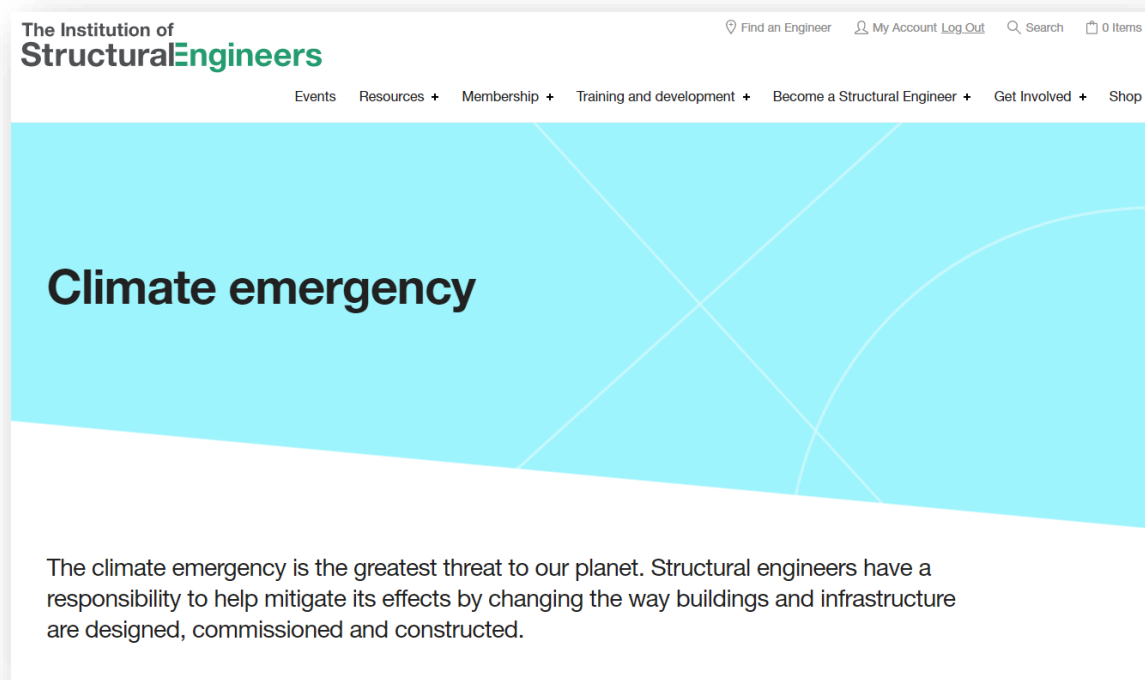 The Institution of
StructuralEngineers
Find an Engineer My Account Log Out Search 0 Items
Events Resources + Membership + Training and development + Become a Structural Engineer + Get Involved + Shop
Climate emergency
The climate emergency is the greatest threat to our planet. Structural engineers have a
responsibility to help mitigate its effects by changing the way buildings and infrastructure
are designed, commissioned and constructed.